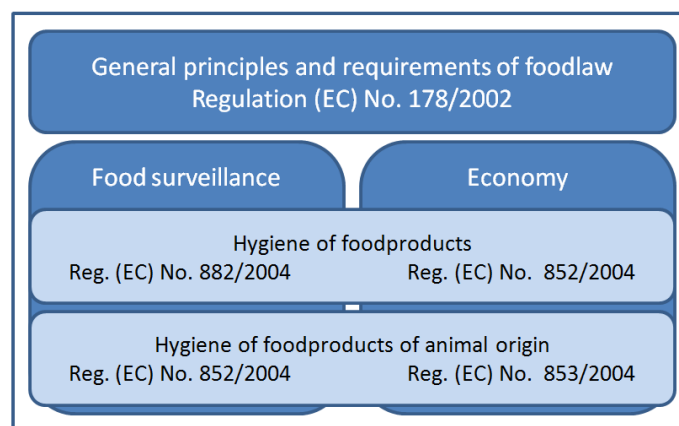 General principles and requirements of foodlaw
Regulation (EC) No. 178/2002
Food surveillance
Economy
Hygiene of foodproducts
Reg. (EC) No. 882/2004 Reg. (EC) No. 852/2004
Hygiene of foodproducts of animal origin
Reg. (EC) No. 852/2004 Reg. (EC) No. 853/2004